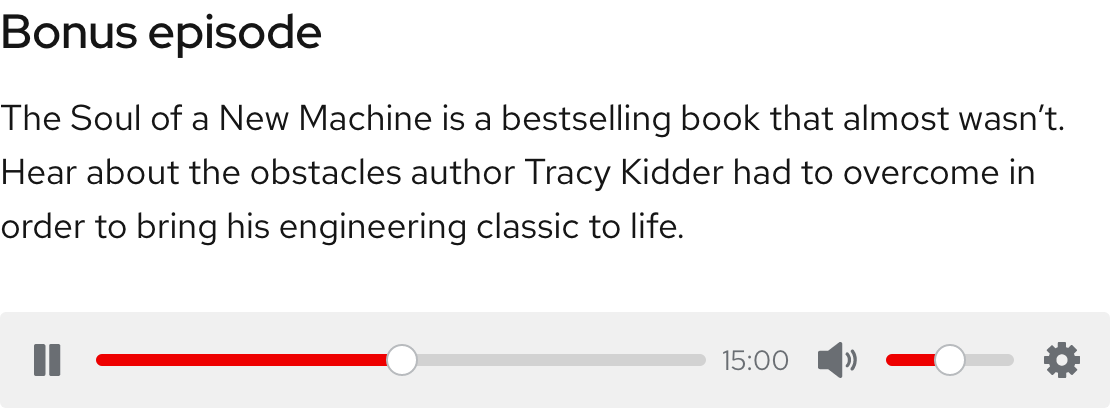 Bonus episode
The Soul of a New Machine is a bestselling book that almost wasn’t.
Hear about the obstacles author Tracy Kidder had to overcome in
order to bring his engineering classic to life.
15:00